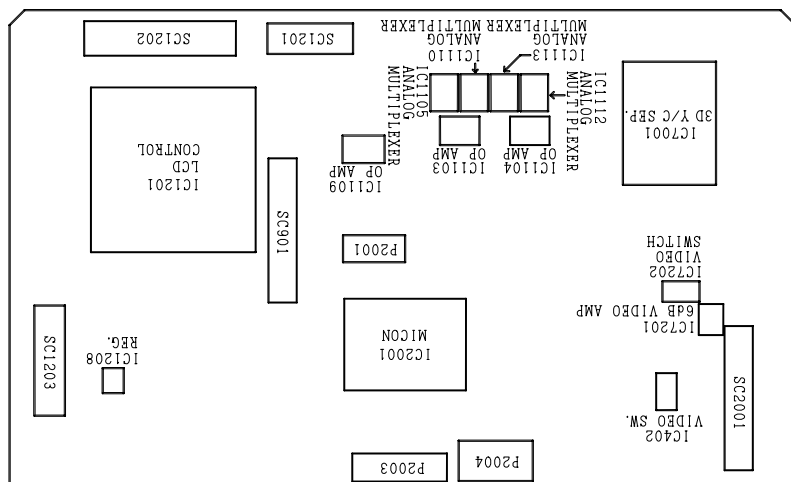 SC1202
SC1201
IC1110
ANALOG
MULTIPLEXER
IC1113
ANALOG
MULTIPLEXER
IC1105
ANALOG
MULTIPLEXER
IC1112
ANALOG
MULTIPLEXER
IC7001
3D Y/C SEP.
IC1201
LCD
CONTROL
IC1109
OP AMP
IC1103
OP AMP
IC1104
OP AMP
SC901
P2001
IC7202
VIDEO
SWITCH
IC7201
6dB VIDEO AMP
SC1203
IC1208
REG.
IC2001
MICON
IC402
VIDEO SW.
SC2001
P2003
P2004